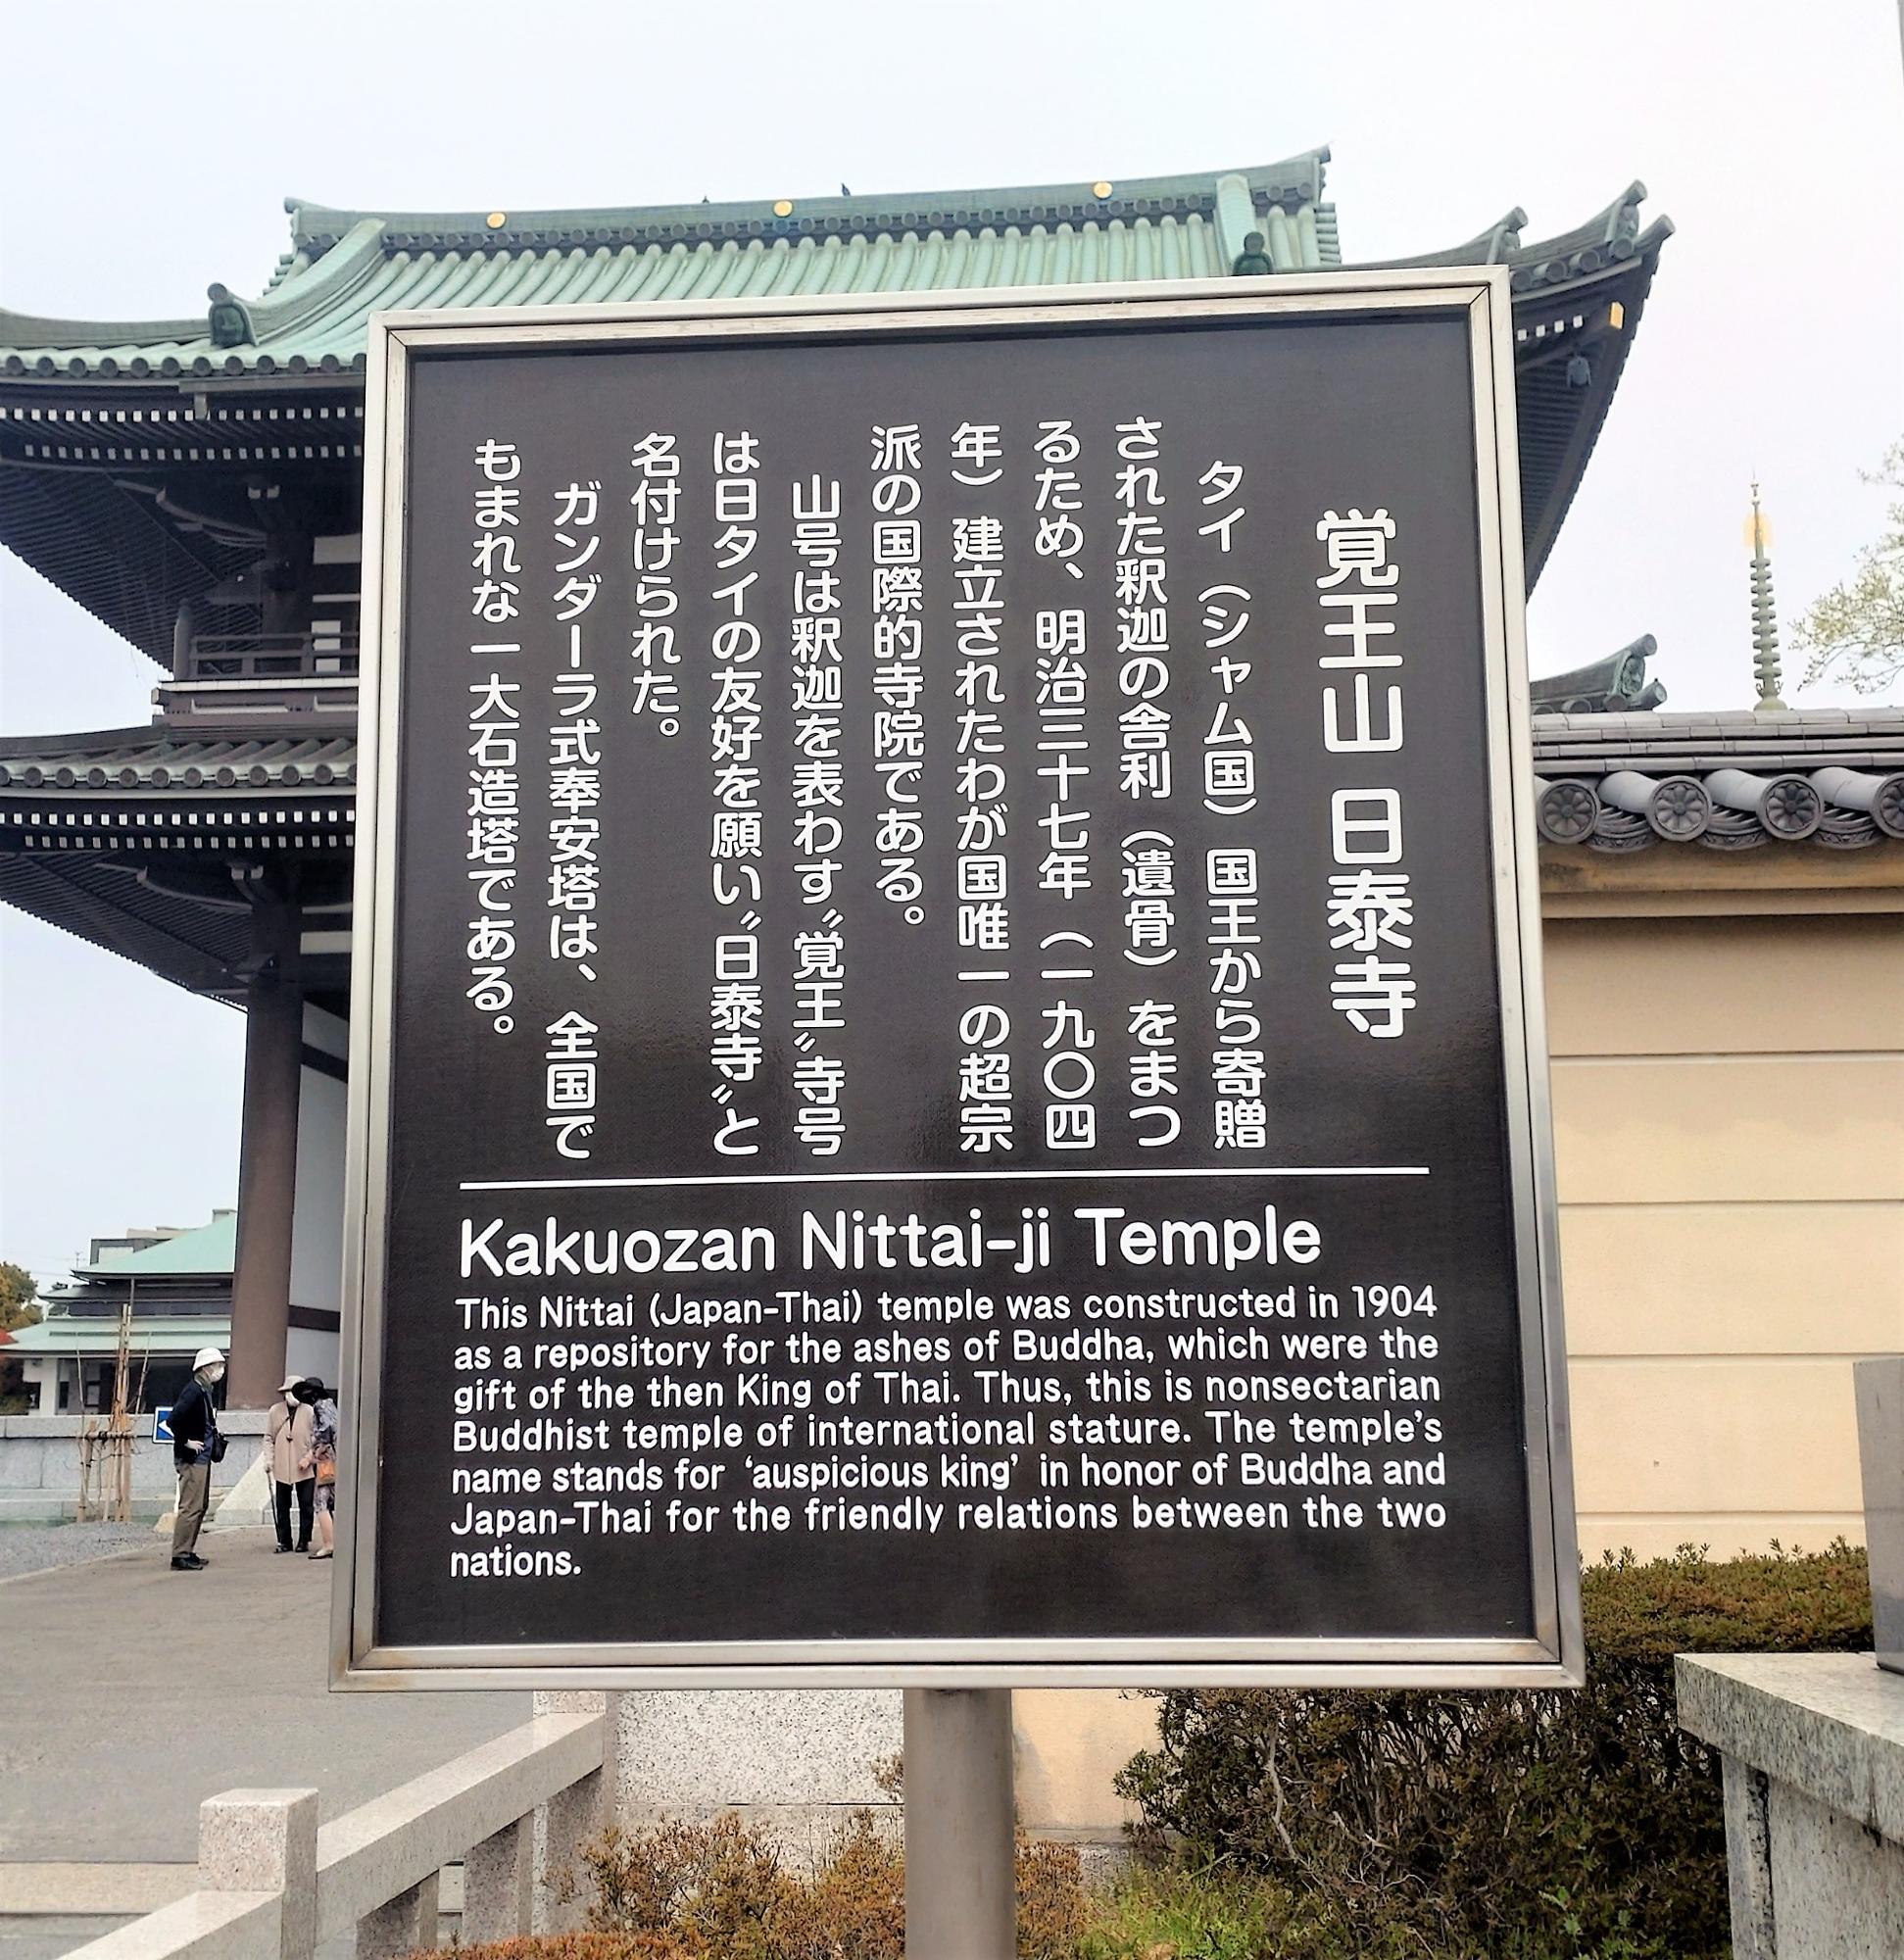 覚王山 日泰寺
タイ（シャム国）国王から寄贈
された釈迦の舎利（遺骨）をまつ
るため、明治三十七年（一九〇四
年）建立されたわが国唯一の超宗
派の国際的寺院である。
山号は釈迦を表わす〝覚王〟寺号
は日タイの友好を願い〝日泰寺〟と
名付けられた。
ガンダーラ式奉安塔は、全国で
もまれな一大石造塔である。
Kakuozan Nittai-ji Temple
This Nittai (Japan-Thai) temple was constructed in 1904
as a repository for the ashes of Buddha, which were the
gift of the then King of Thai. Thus, this is nonsectarian
Buddhist temple of international stature. The temple's
name stands for ‘auspicious king’ in honor of Buddha and
Japan-Thai for the friendly relations between the two
nations.